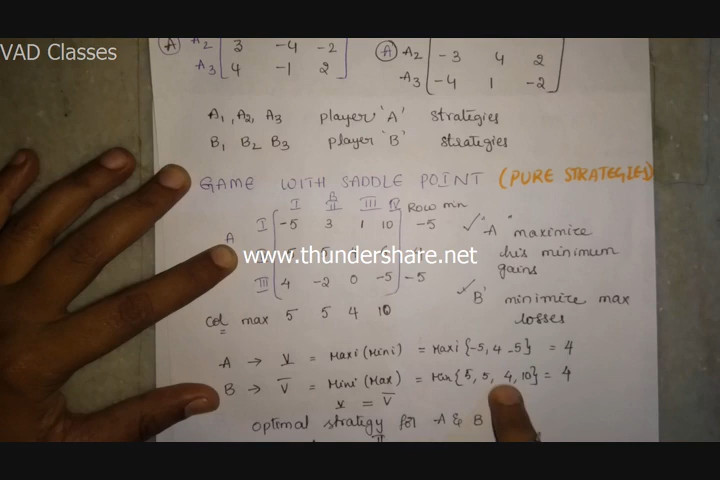 VAD Classes
A A2 3 -4 -2 A A2 -3 4 2
A3 4 -1 2 A3 -4 1 -2
A1, A2, A3 player 'A' strategies
B1 B2 B3 player 'B' strategies
GAME WITH SADDLE POINT (PURE STRATEGIES)
B
I II III IV Row min
I -5 3 1 10 -5 ✓ "A" maximize
A his minimum
www.thundershare.net
gains
III 4 -2 0 -5 -5
✓ B' minimize max
Col max 5 5 4 10 losses
A → V = Maxi (Mini) = Maxi {-5, 4 -5} = 4
B → V̅ = Mini (Max) = Min {5, 5, 4, 10} = 4
V = V̅
optimal strategy for A & B
II